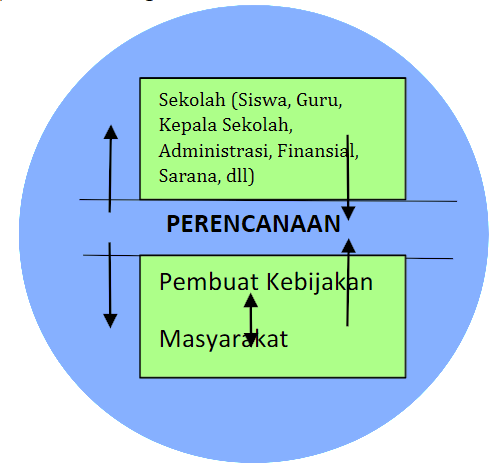 Sekolah (Siswa, Guru,
Kepala Sekolah,
Administrasi, Finansial,
Sarana, dll)
PERENCANAAN
Pembuat Kebijakan
Masyarakat